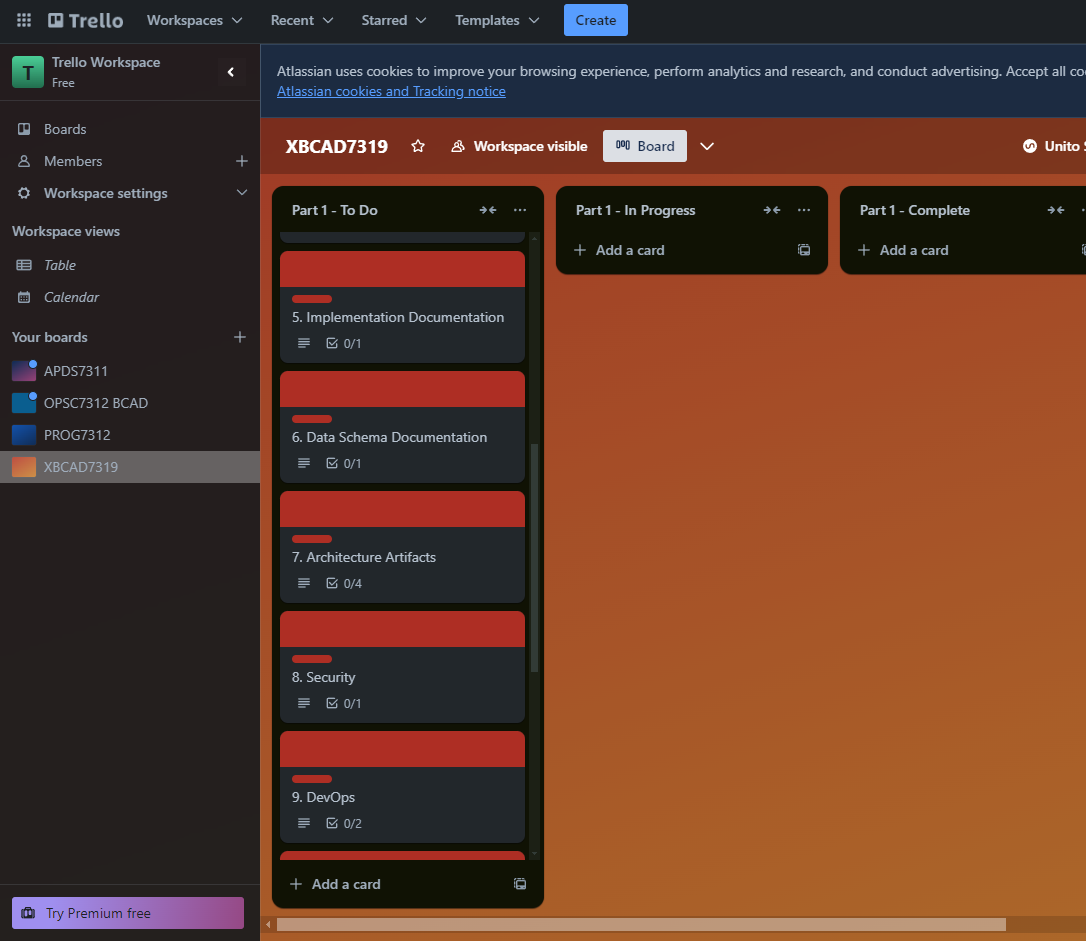 Trello
Workspaces
Recent
Starred
Templates
Create
T
Trello Workspace
Free
Boards
Members
Workspace settings
Workspace views
Table
Calendar
Your boards
APDS7311
OPSC7312 BCAD
PROG7312
XBCAD7319
Try Premium free
Atlassian uses cookies to improve your browsing experience, perform analytics and research, and conduct advertising. Accept all
Atlassian cookies and Tracking notice
XBCAD7319
Workspace visible
Board
Unito
Part 1 - To Do
5. Implementation Documentation
0/1
6. Data Schema Documentation
0/1
7. Architecture Artifacts
0/4
8. Security
0/1
9. DevOps
0/2
Add a card
Part 1 - In Progress
Add a card
Part 1 - Complete
Add a card